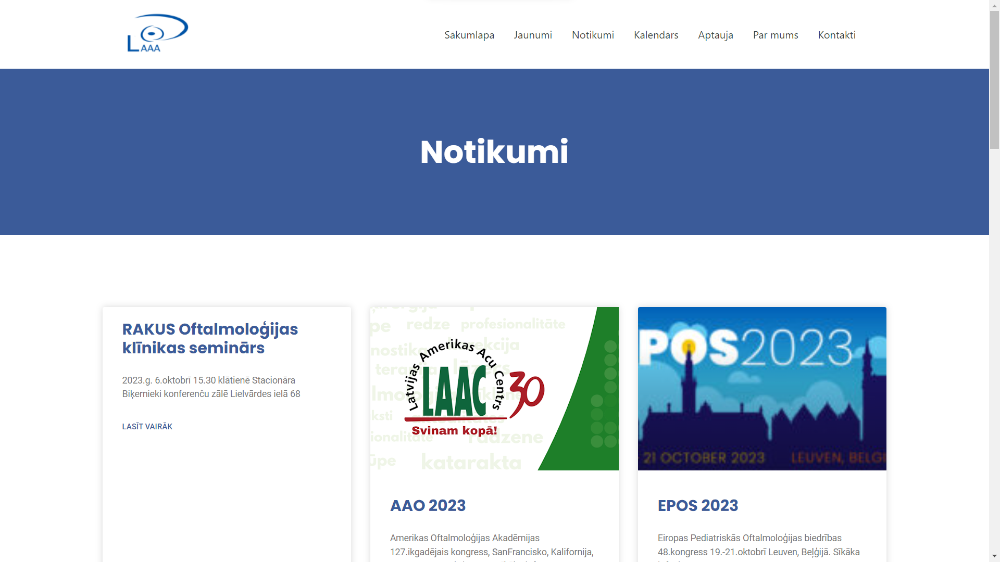 LAAA
Sākumlapa
Jaunumi
Notikumi
Kalendārs
Aptauja
Par mums
Kontakti
Notikumi
RAKUS Oftalmoloģijas
klīnikas seminārs
2023.g. 6.oktobrī 15.30 klātienē Stacionāra
Biķernieki konferenču zālē Lielvārdes ielā 68
LASĪT VAIRĀK
redze profesionalitāte
Latvijas Amerikas Acu Centrs
LAAC 30
Svinam kopā!
katarakta
AAO 2023
Amerikas Oftalmoloģijas Akadēmijas
127.ikgadējais kongress, SanFrancisko, Kalifornija,
POS2023
21 OCTOBER 2023
LEUVEN, BELGI
EPOS 2023
Eiropas Pediatriskās Oftalmoloģijas biedrības
48.kongress 19.-21.oktobrī Leuven, Beļģijā. Sīkāka